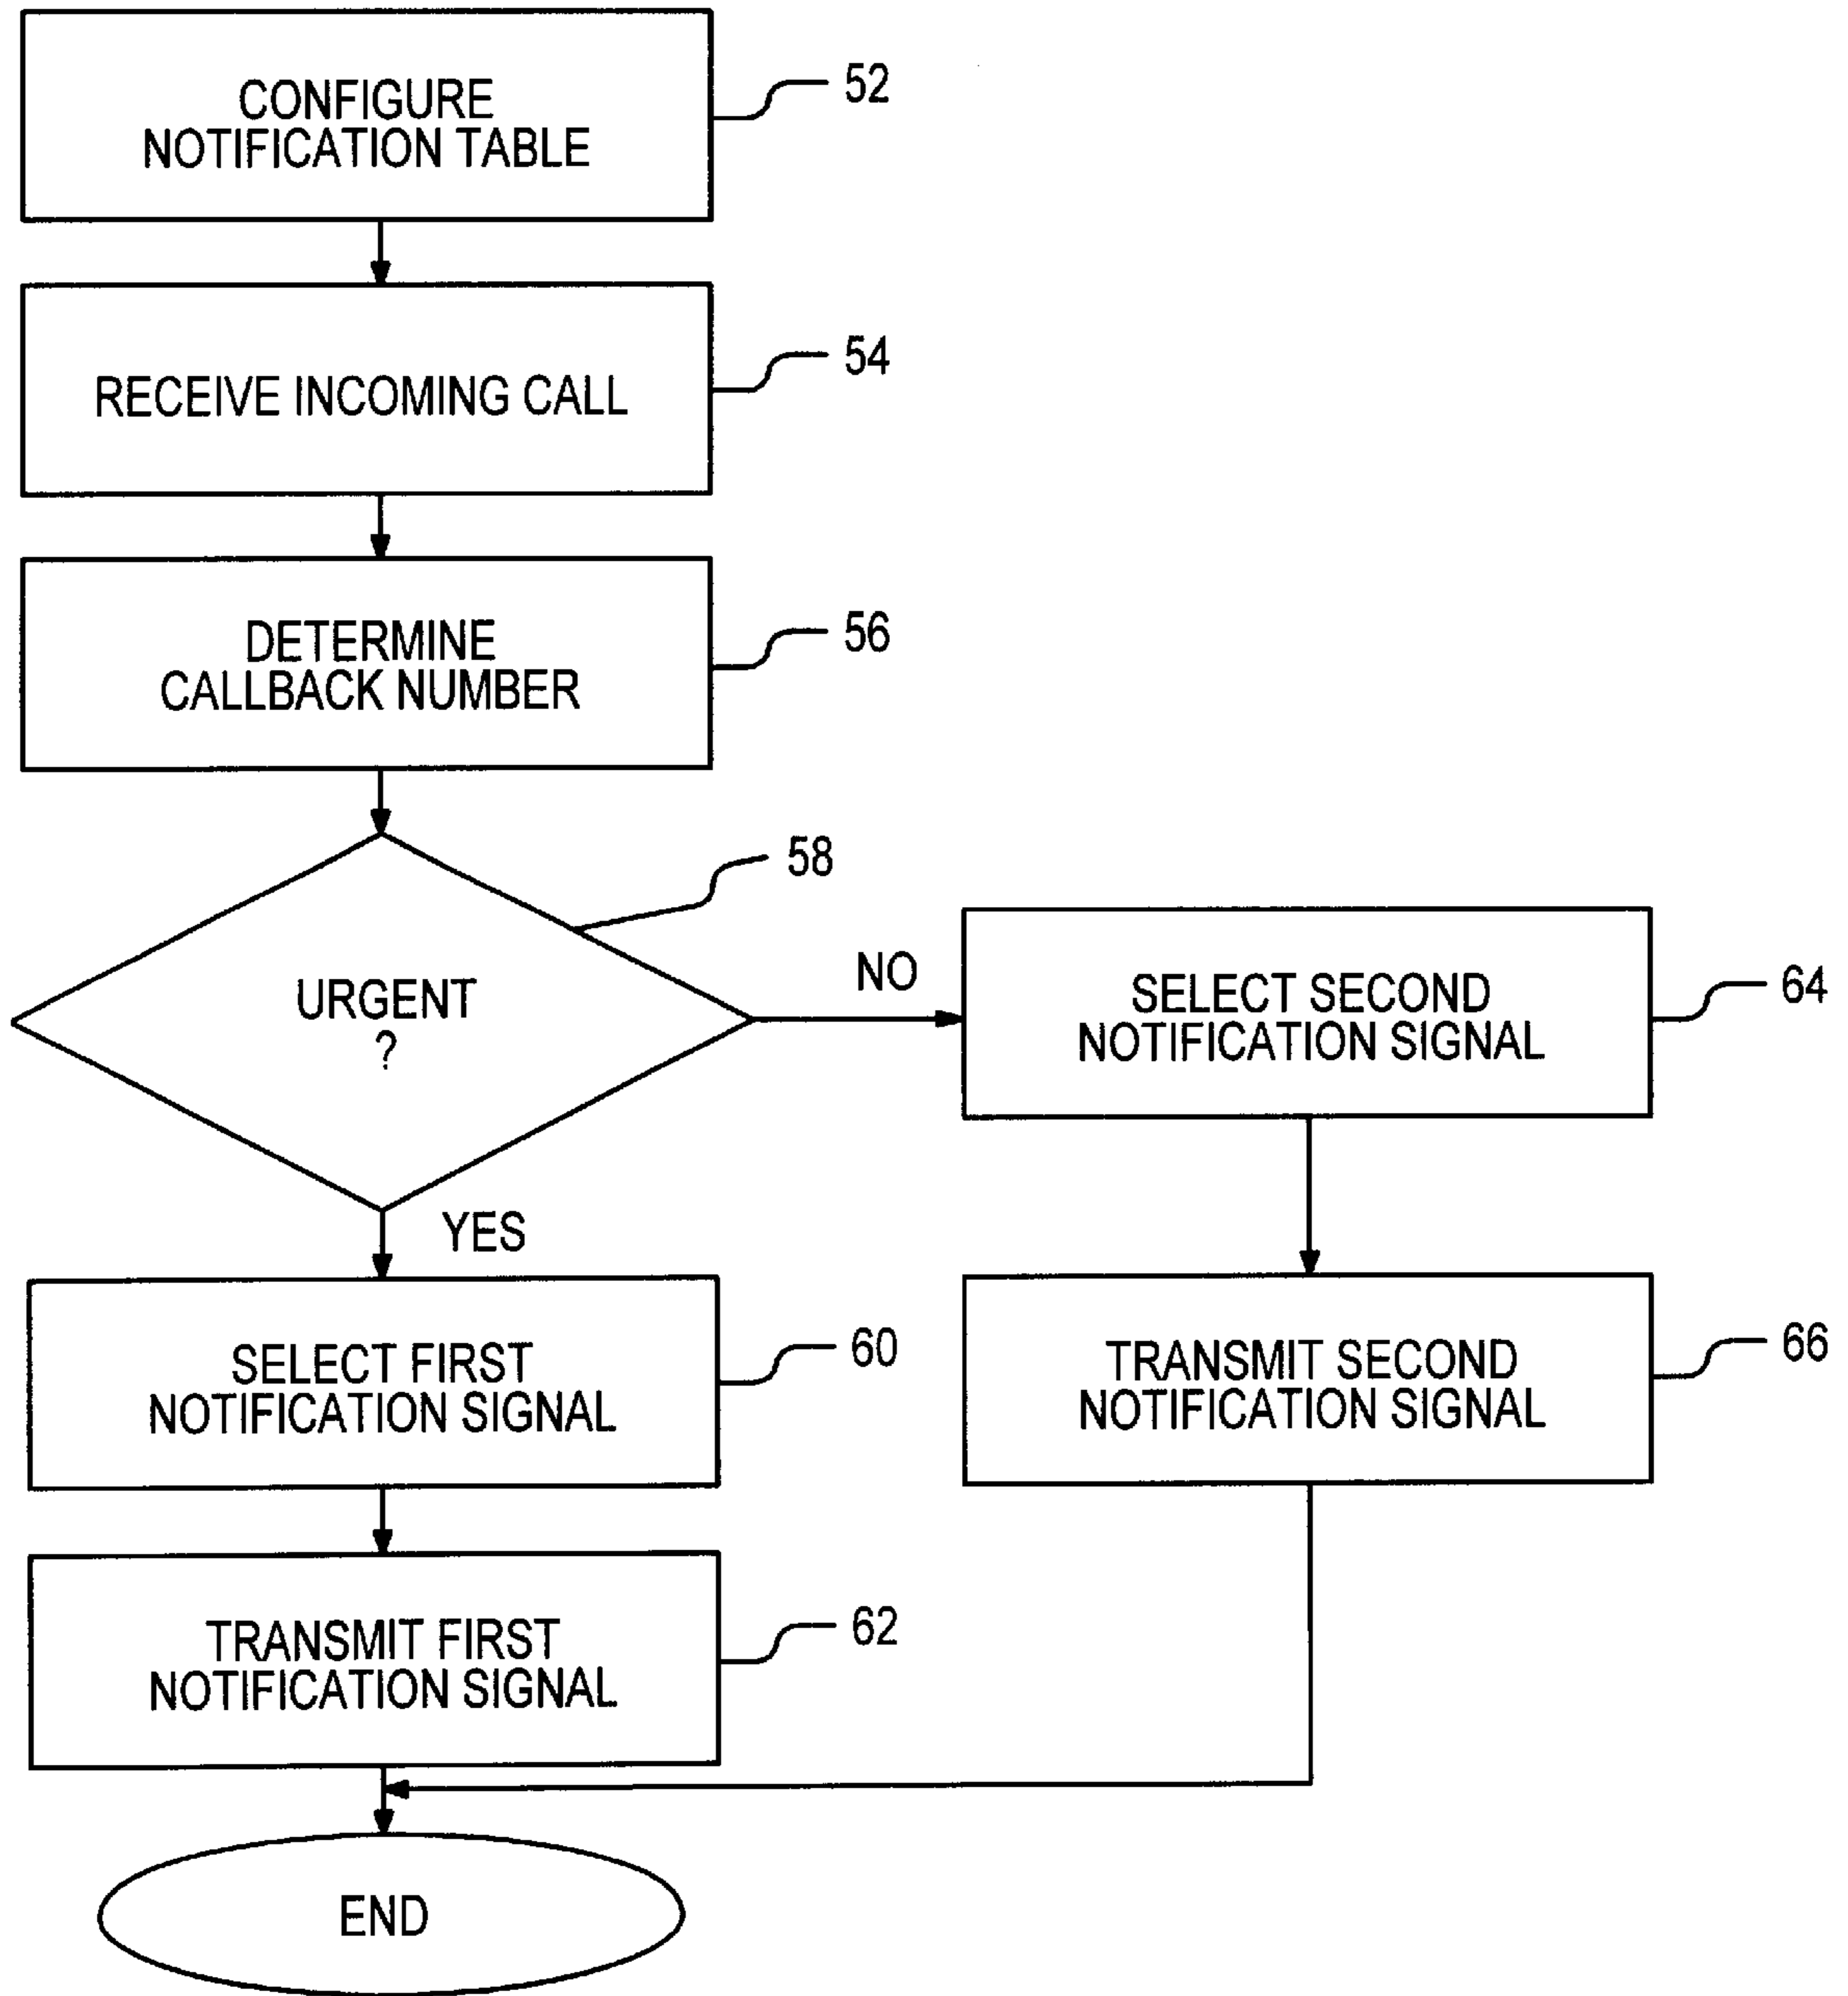 CONFIGURE
NOTIFICATION TABLE
52
RECEIVE INCOMING CALL
54
DETERMINE
CALLBACK NUMBER
56
URGENT
?
58
NO
YES
SELECT SECOND
NOTIFICATION SIGNAL
64
SELECT FIRST
NOTIFICATION SIGNAL
60
TRANSMIT SECOND
NOTIFICATION SIGNAL
66
TRANSMIT FIRST
NOTIFICATION SIGNAL
62
END